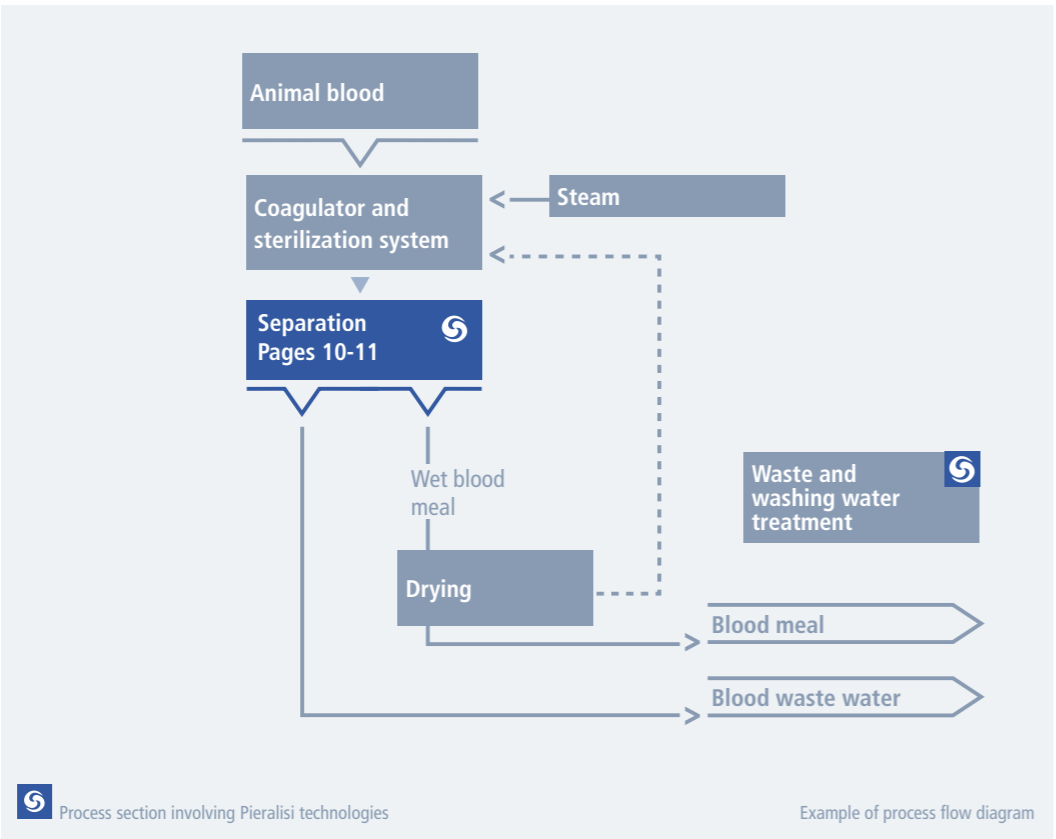 Animal blood
Coagulator and
sterilization system
Steam
Separation
Pages 10-11
Wet blood
meal
Waste and
washing water
treatment
Drying
Blood meal
Blood waste water
Process section involving Pieralisi technologies
Example of process flow diagram